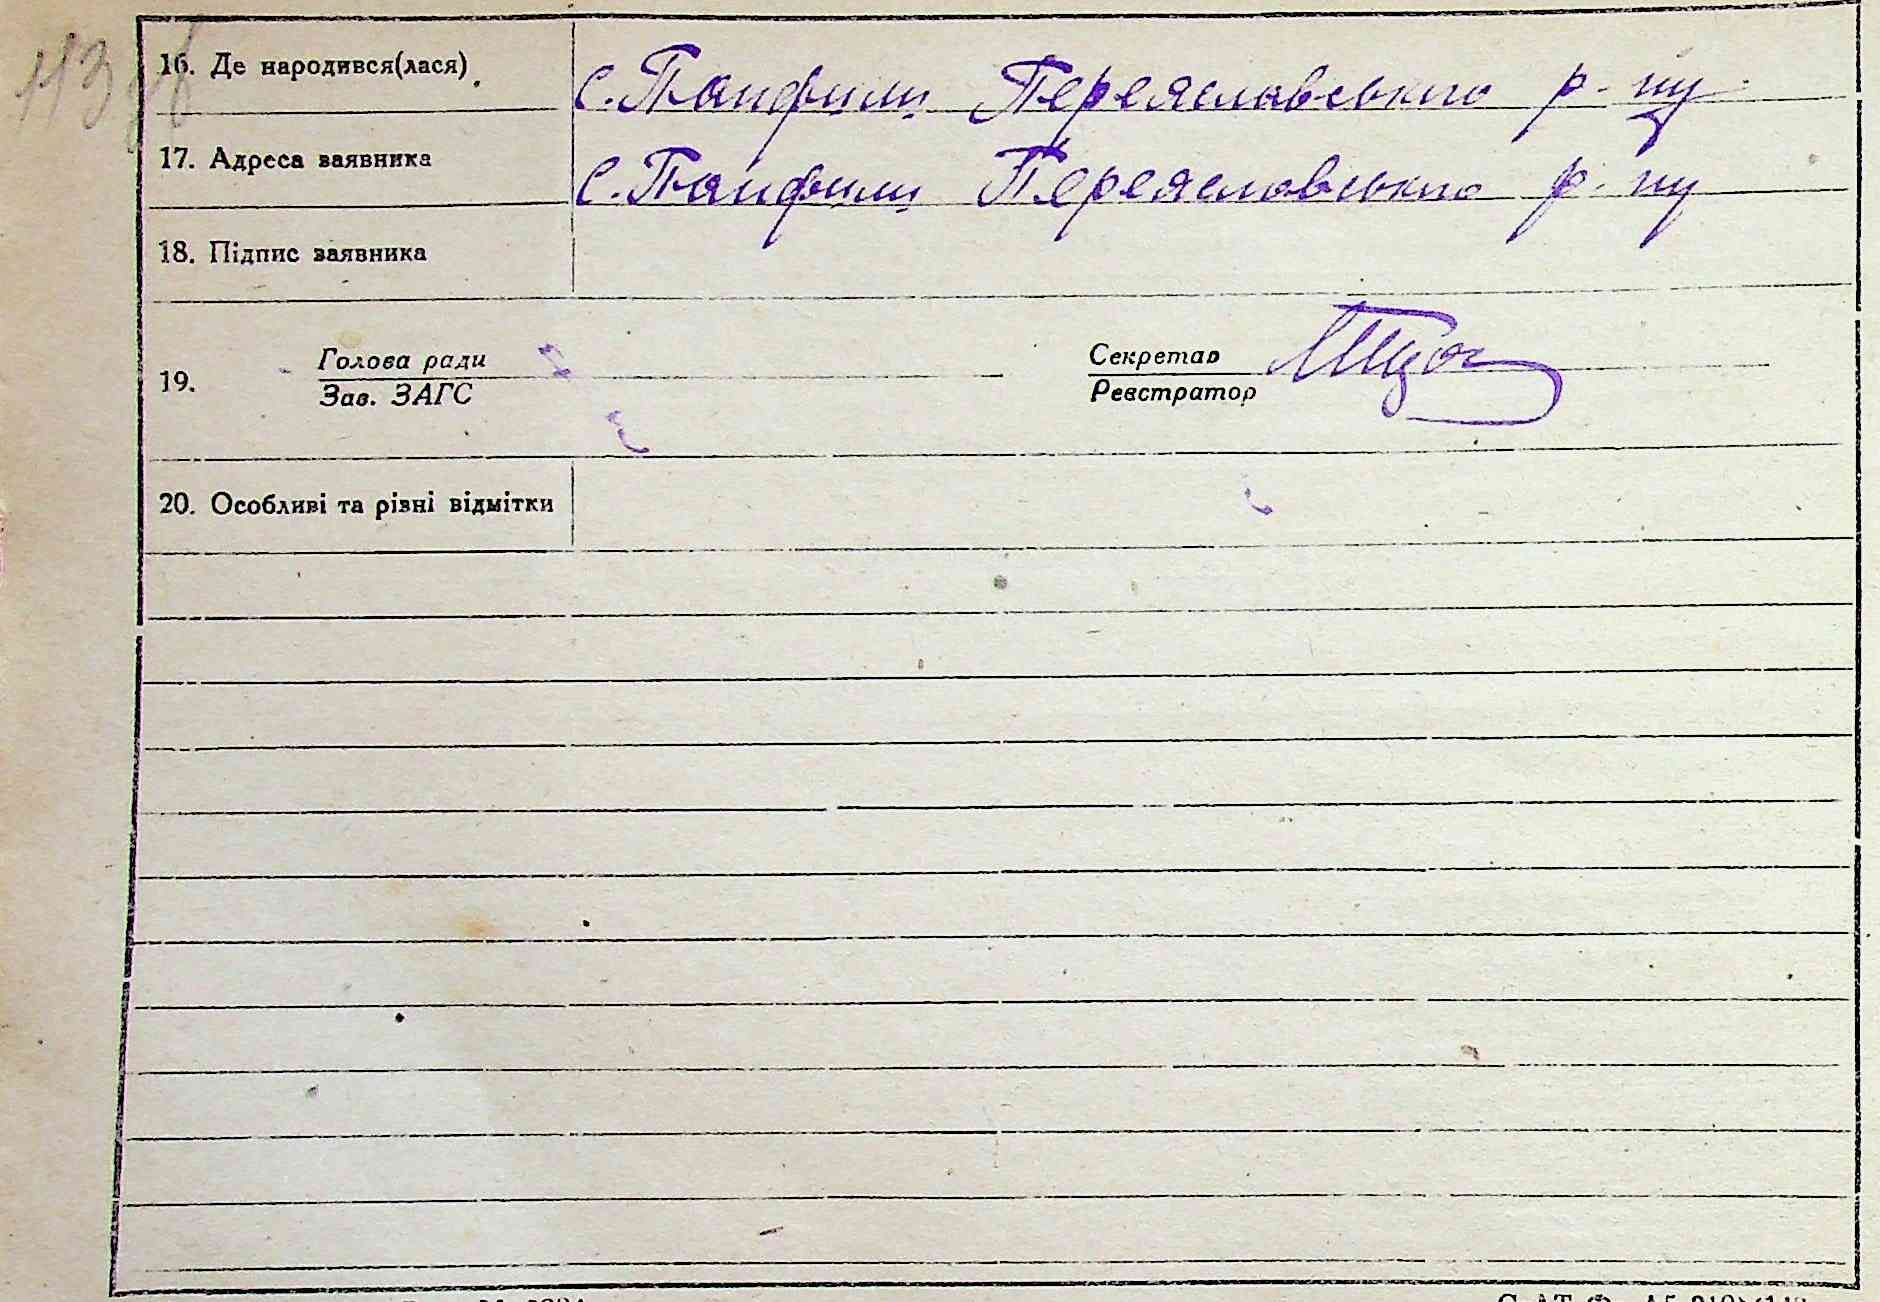 16. Де народився(лася)
с. Панфили Переяславського р-ну
17. Адреса заявника
с. Панфили Переяславського р-ну
18. Підпис заявника
19.
Голова ради
Зав. ЗАГС
Секретар
Реєстратор
20. Особливі та різні відмітки